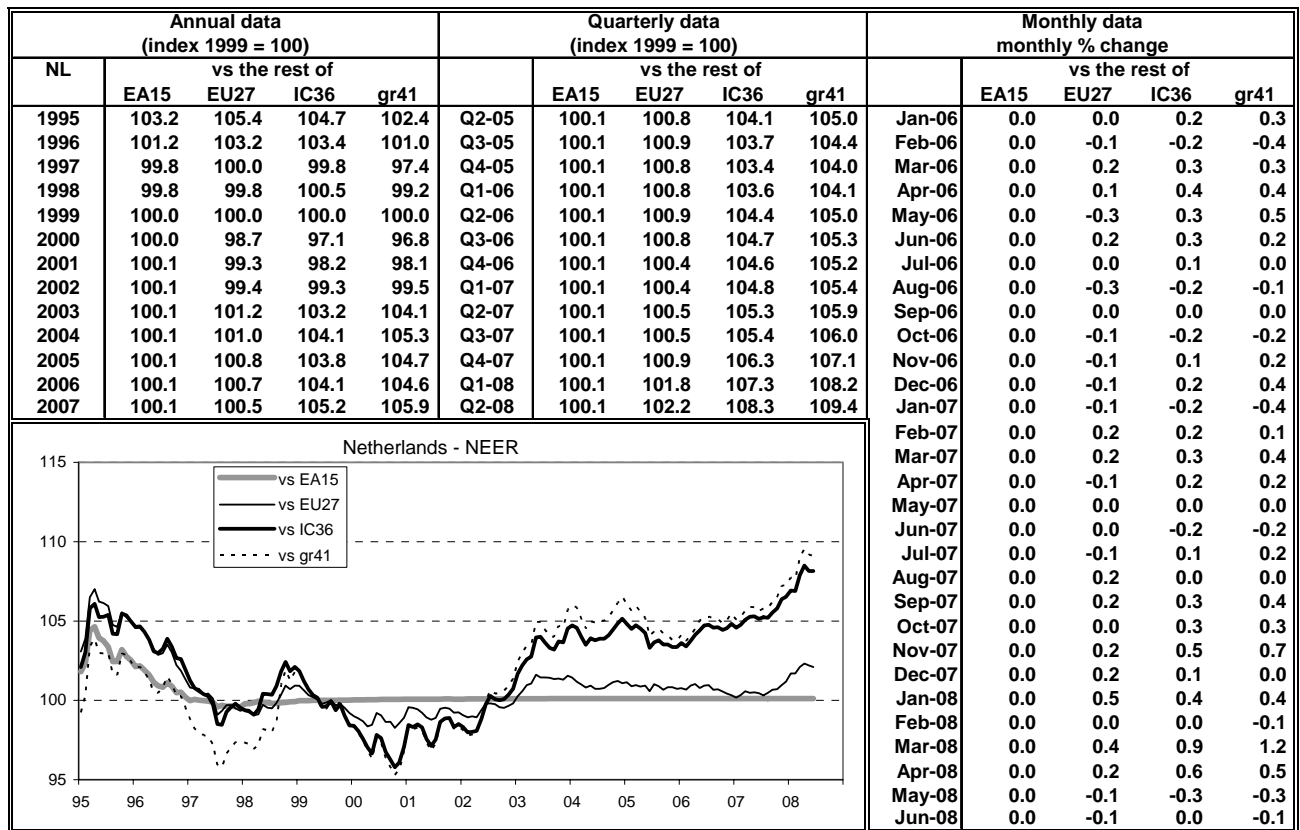 Annual data
(index 1999 = 100)
NL vs the rest of
EA15 EU27 IC36 gr41
1995 103.2 105.4 104.7 102.4
1996 101.2 103.2 103.4 101.0
1997 99.8 100.0 99.8 97.4
1998 99.8 99.8 100.5 99.2
1999 100.0 100.0 100.0 100.0
2000 100.0 98.7 97.1 96.8
2001 100.1 99.3 98.2 98.1
2002 100.1 99.4 99.3 99.5
2003 100.1 101.2 103.2 104.1
2004 100.1 101.0 104.1 105.3
2005 100.1 100.8 103.8 104.7
2006 100.1 100.7 104.1 104.6
2007 100.1 100.5 105.2 105.9
Quarterly data
(index 1999 = 100)
vs the rest of
EA15 EU27 IC36 gr41
Q2-05 100.1 100.8 104.1 105.0
Q3-05 100.1 100.9 103.7 104.4
Q4-05 100.1 100.8 103.4 104.0
Q1-06 100.1 100.8 103.6 104.1
Q2-06 100.1 100.9 104.4 105.0
Q3-06 100.1 100.8 104.7 105.3
Q4-06 100.1 100.4 104.6 105.2
Q1-07 100.1 100.4 104.8 105.4
Q2-07 100.1 100.5 105.3 105.9
Q3-07 100.1 100.5 105.4 106.0
Q4-07 100.1 100.9 106.3 107.1
Q1-08 100.1 101.8 107.3 108.2
Q2-08 100.1 102.2 108.3 109.4
Monthly data
monthly % change
vs the rest of
EA15 EU27 IC36 gr41
Jan-06 0.0 0.0 0.2 0.3
Feb-06 0.0 -0.1 -0.2 -0.4
Mar-06 0.0 0.2 0.3 0.3
Apr-06 0.0 0.1 0.4 0.4
May-06 0.0 -0.3 0.3 0.5
Jun-06 0.0 0.2 0.3 0.2
Jul-06 0.0 0.0 0.1 0.0
Aug-06 0.0 -0.3 -0.2 -0.1
Sep-06 0.0 0.0 0.0 0.0
Oct-06 0.0 -0.1 -0.2 -0.2
Nov-06 0.0 -0.1 0.1 0.2
Dec-06 0.0 -0.1 0.2 0.4
Jan-07 0.0 -0.1 -0.2 -0.4
Feb-07 0.0 0.2 0.2 0.1
Mar-07 0.0 0.2 0.3 0.4
Apr-07 0.0 -0.1 0.2 0.2
May-07 0.0 0.0 0.0 0.0
Jun-07 0.0 0.0 -0.2 -0.2
Jul-07 0.0 -0.1 0.1 0.2
Aug-07 0.0 0.2 0.0 0.0
Sep-07 0.0 0.2 0.3 0.4
Oct-07 0.0 0.0 0.3 0.3
Nov-07 0.0 0.2 0.5 0.7
Dec-07 0.0 0.2 0.1 0.0
Jan-08 0.0 0.5 0.4 0.4
Feb-08 0.0 0.0 0.0 -0.1
Mar-08 0.0 0.4 0.9 1.2
Apr-08 0.0 0.2 0.6 0.5
May-08 0.0 -0.1 -0.3 -0.3
Jun-08 0.0 -0.1 0.0 -0.1
Netherlands - NEER
vs EA15
vs EU27
vs IC36
vs gr41
115
110
105
100
95
95 96 97 98 99 00 01 02 03 04 05 06 07 08